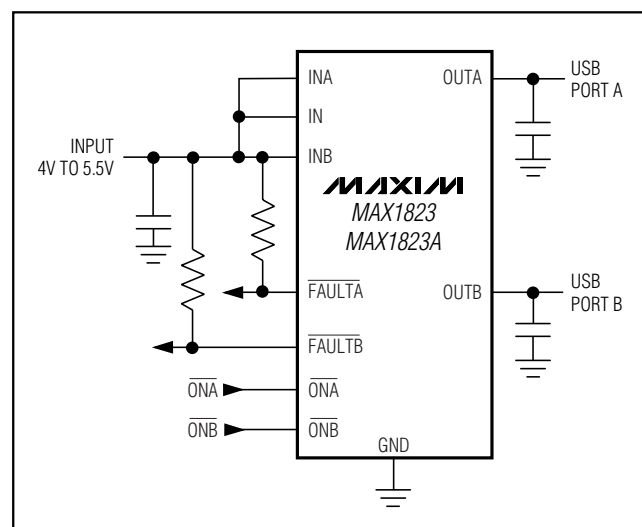 INA
IN
INB
INPUT
4V TO 5.5V
MAXIM
MAX1823
MAX1823A
OUTA
USB
PORT A
FAULTA
OUTB
USB
PORT B
FAULTB
ONA
ONA
ONB
ONB
GND